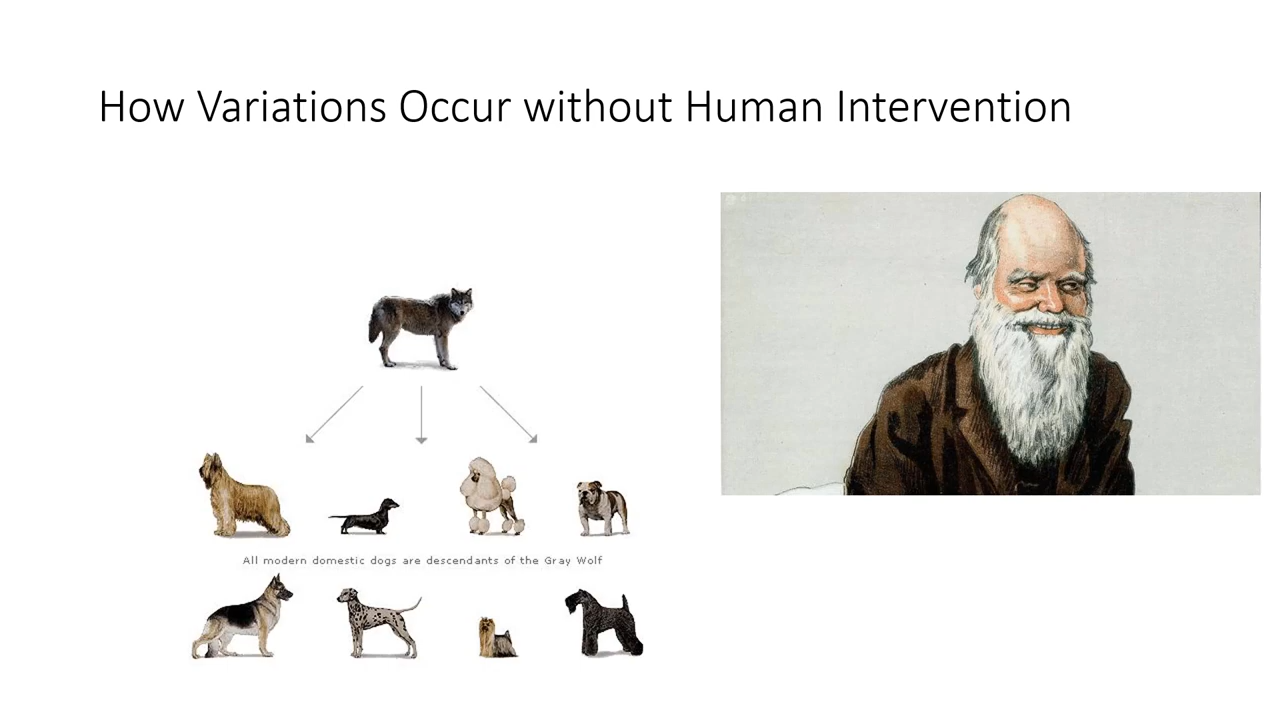 How Variations Occur without Human Intervention
All modern domestic dogs are descendants of the Gray Wolf